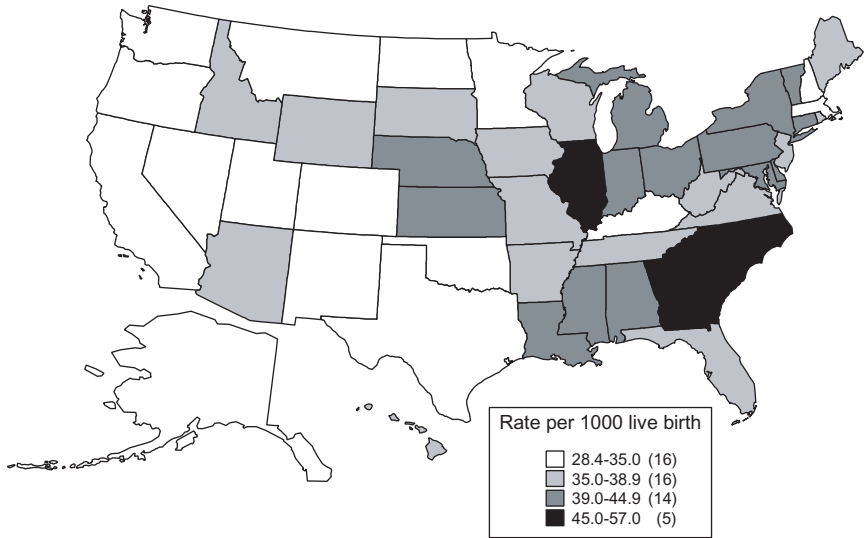 Rate per 1000 live birth
28.4-35.0 (16)
35.0-38.9 (16)
39.0-44.9 (14)
45.0-57.0 (5)